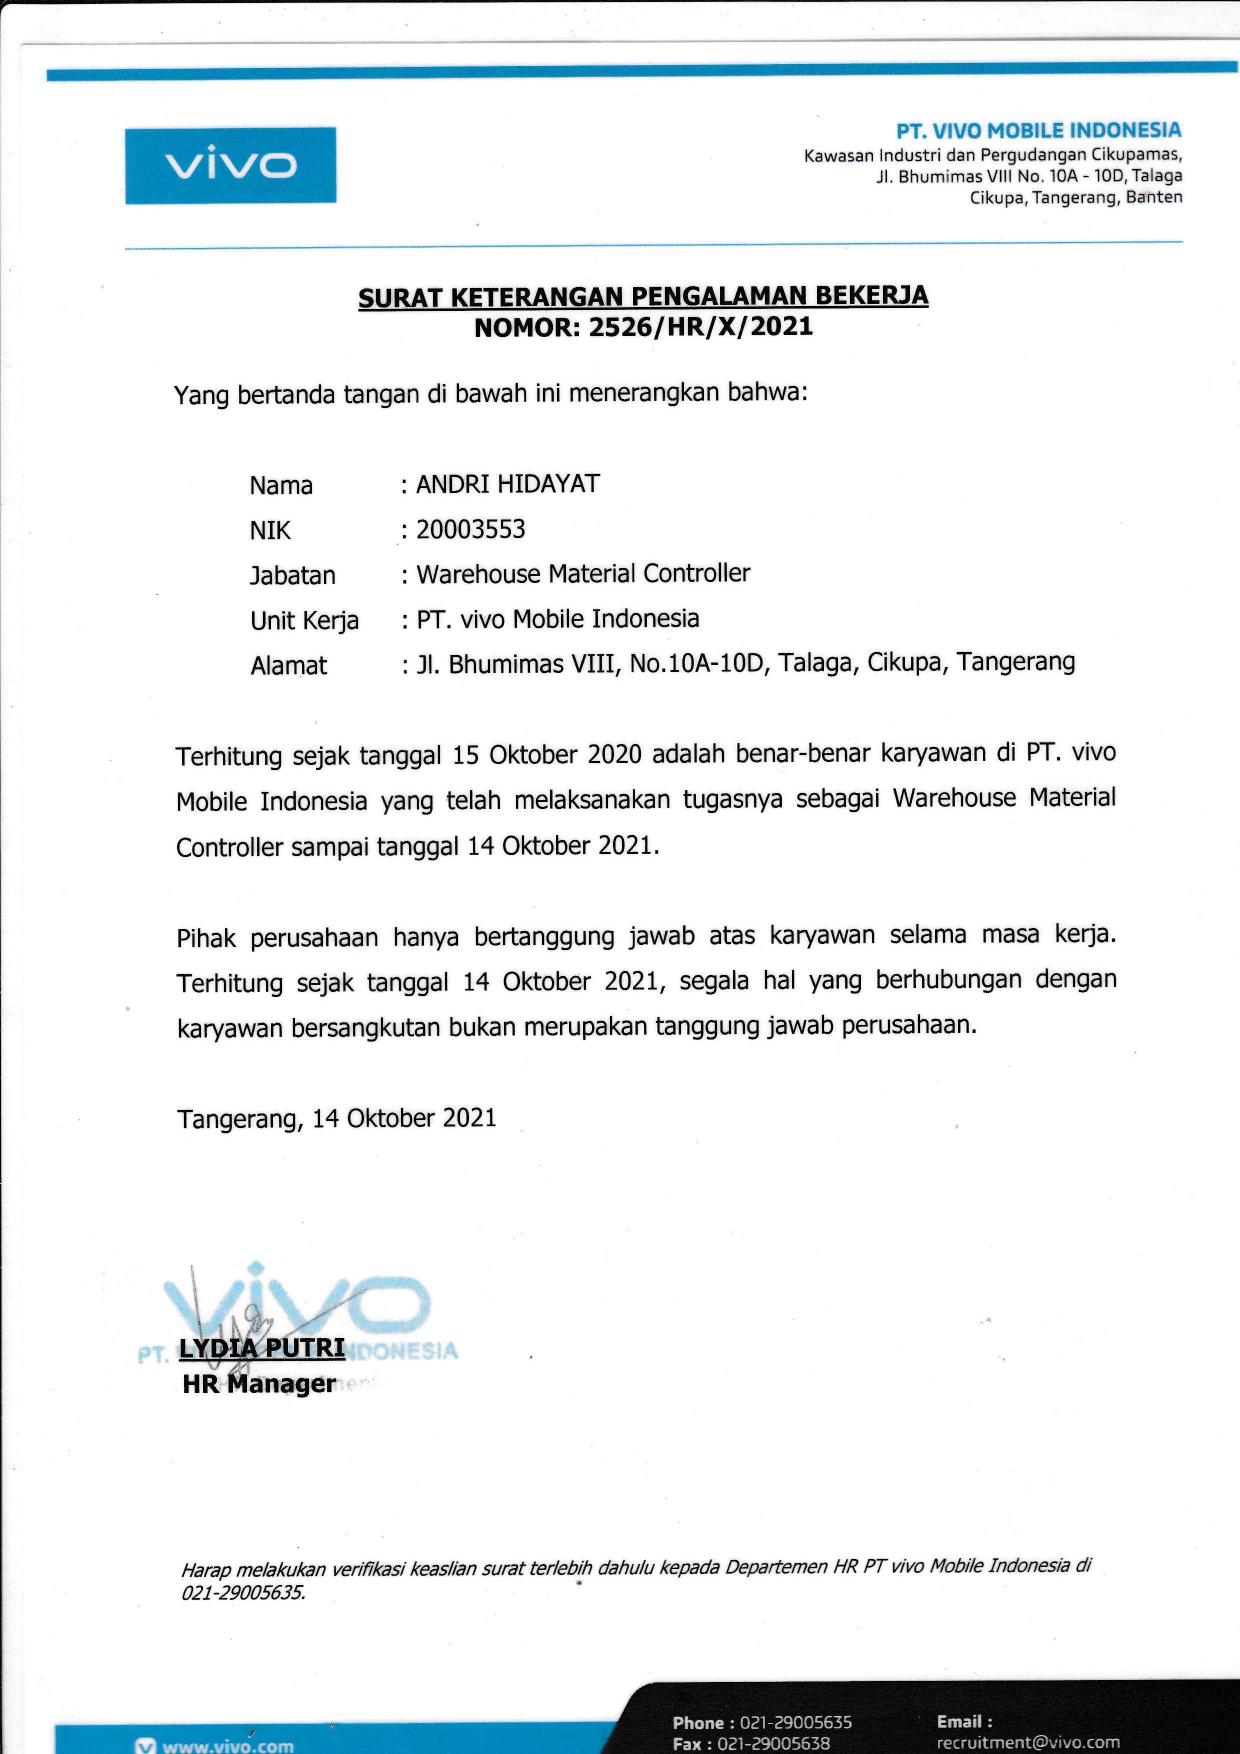 vivo
PT. VIVO MOBILE INDONESIA
Kawasan Industri dan Pergudangan Cikupamas,
Jl. Bhumimas VIII No. 10A - 10D, Talaga
Cikupa, Tangerang, Banten
SURAT KETERANGAN PENGALAMAN BEKERJA
NOMOR: 2526/HR/X/2021
Yang bertanda tangan di bawah ini menerangkan bahwa:
Nama : ANDRI HIDAYAT
NIK : 20003553
Jabatan : Warehouse Material Controller
Unit Kerja : PT. vivo Mobile Indonesia
Alamat : Jl. Bhumimas VIII, No.10A-10D, Talaga, Cikupa, Tangerang
Terhitung sejak tanggal 15 Oktober 2020 adalah benar-benar karyawan di PT. vivo
Mobile Indonesia yang telah melaksanakan tugasnya sebagai Warehouse Material
Controller sampai tanggal 14 Oktober 2021.
Pihak perusahaan hanya bertanggung jawab atas karyawan selama masa kerja.
Terhitung sejak tanggal 14 Oktober 2021, segala hal yang berhubungan dengan
karyawan bersangkutan bukan merupakan tanggung jawab perusahaan.
Tangerang, 14 Oktober 2021
vivo
PT. INDONESIA
LYDIA PUTRI
HR Manager
Harap melakukan verifikasi keaslian surat terlebih dahulu kepada Departemen HR PT vivo Mobile Indonesia di
021-29005635.
www.vivo.com
Phone : 021-29005635
Fax : 021-29005638
Email :
recruitment@vivo.com